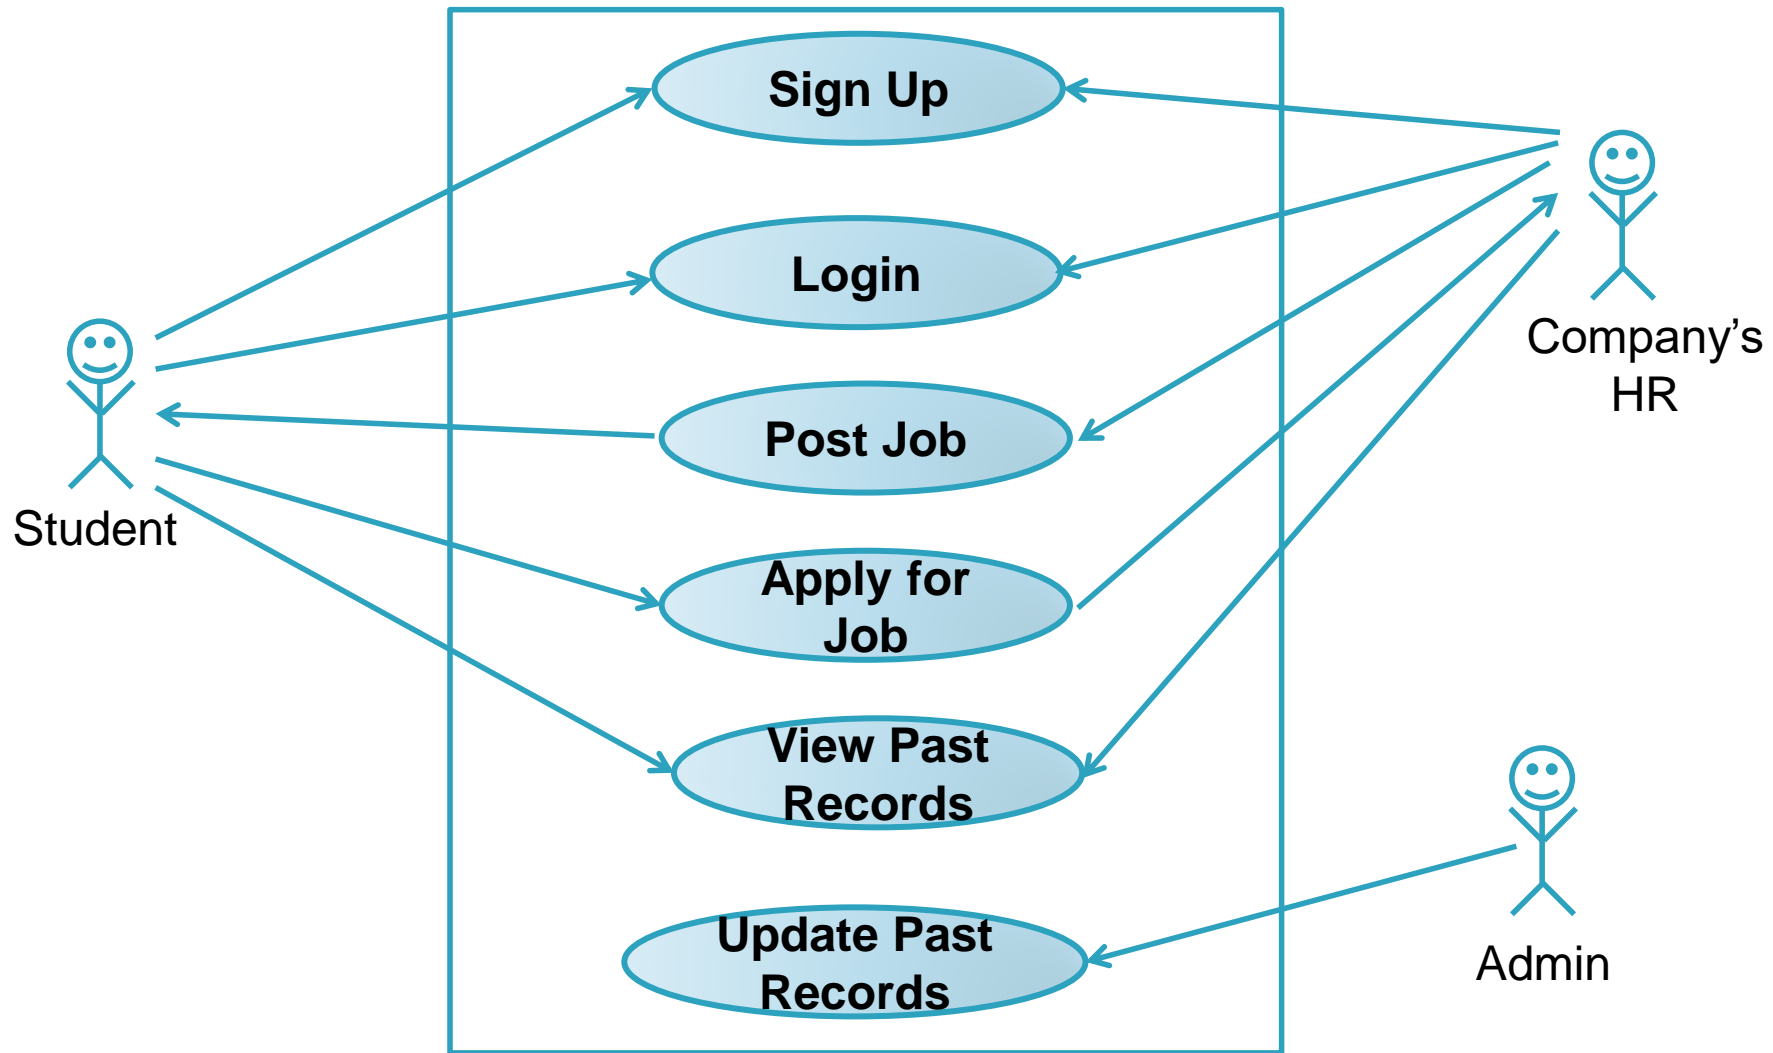 Sign Up
Login
Company’s
HR
Post Job
Student
Apply for
Job
View Past
Records
Update Past
Records
Admin